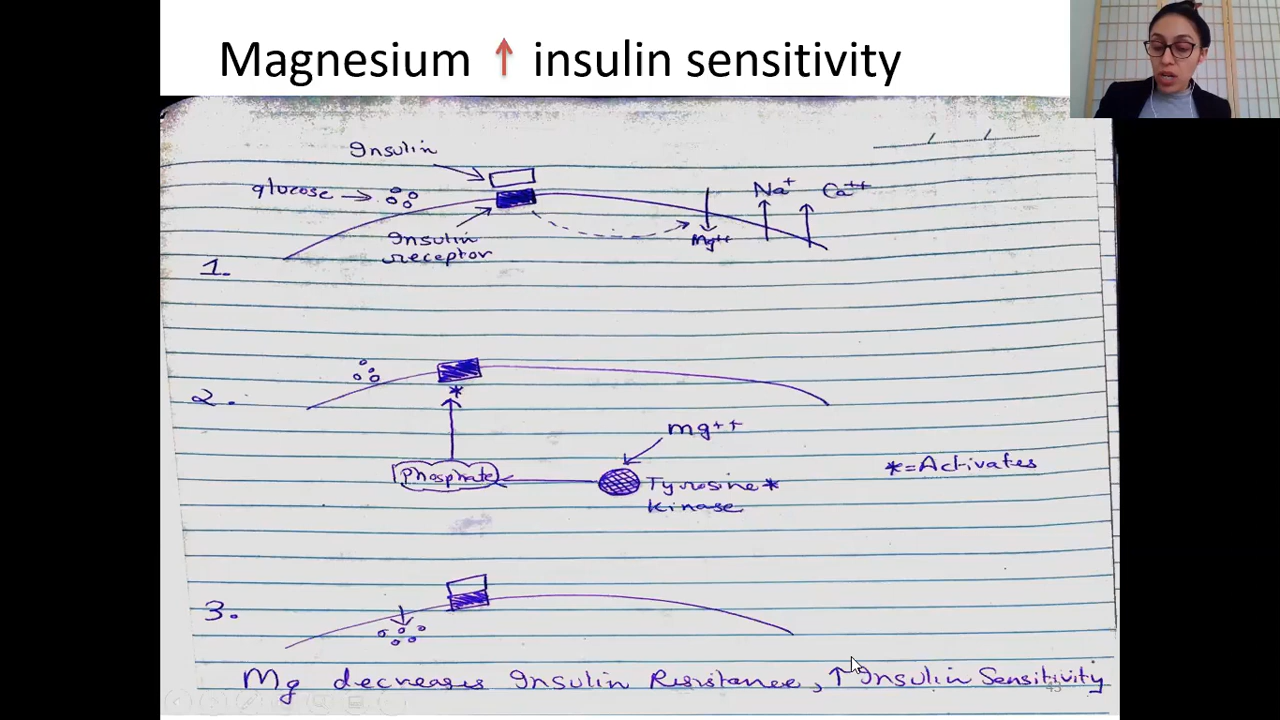 Magnesium ↑ insulin sensitivity
Insulin
glucose → Na+ Ca++
Insulin receptor Mg++
1.
2.
*
mg++
Phosphate Tyrosine * kinase
*=Activates
3.
Mg decreases Insulin Resistance, ↑ Insulin Sensitivity
43